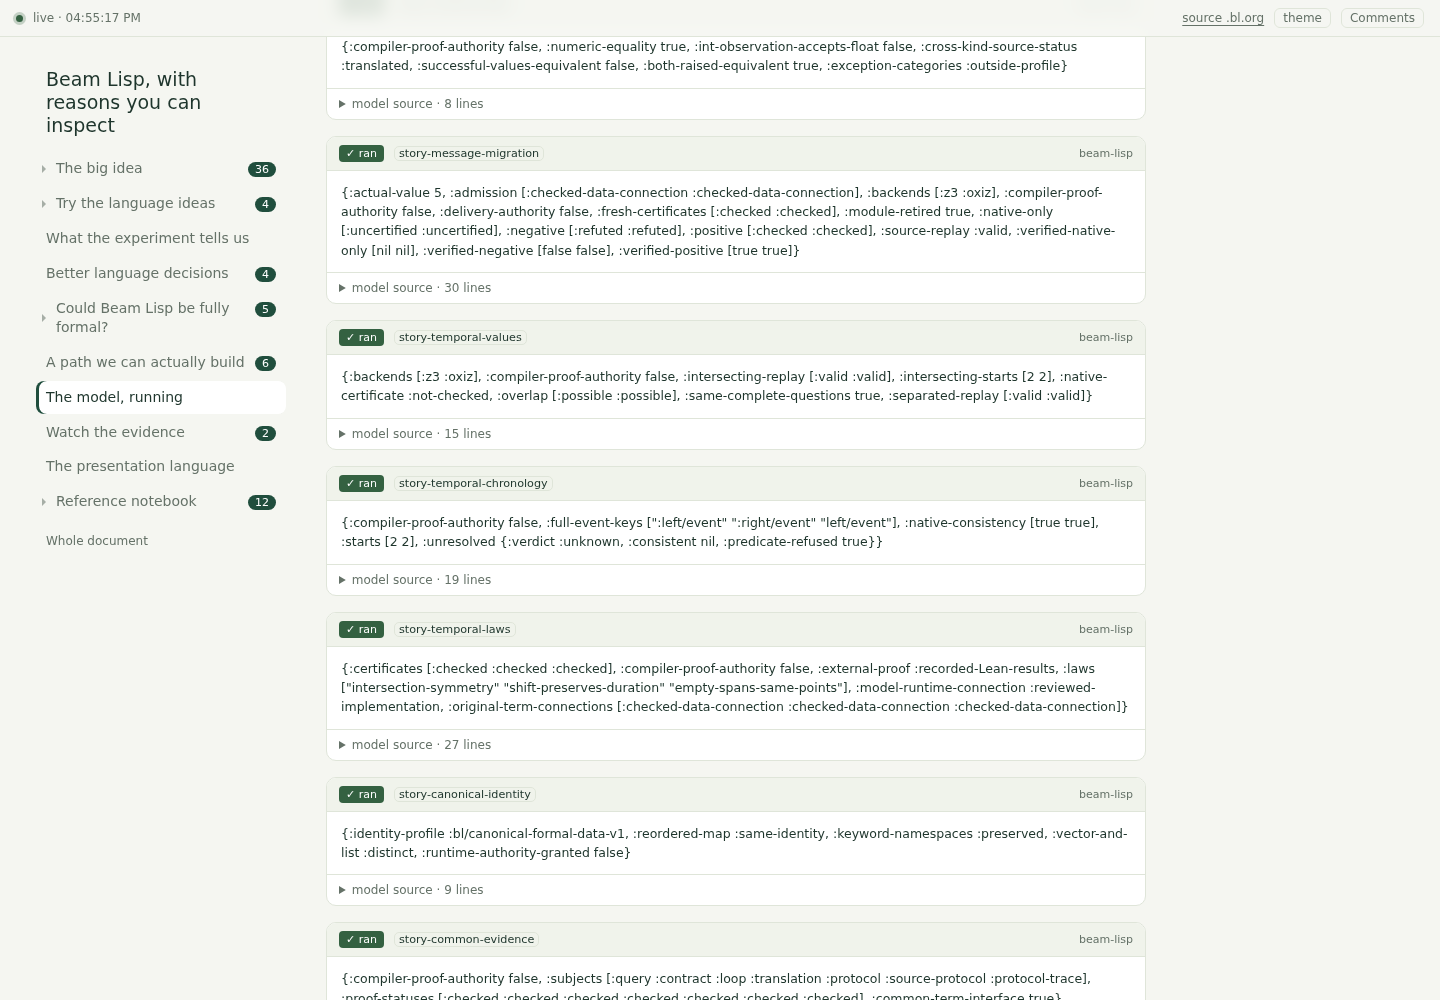 live · 04:55:17 PM
source .bl.org
theme
Comments
Beam Lisp, with
reasons you can
inspect
The big idea 36
Try the language ideas 4
What the experiment tells us
Better language decisions 4
Could Beam Lisp be fully
formal? 5
A path we can actually build 6
The model, running
Watch the evidence 2
The presentation language
Reference notebook 12
Whole document
{:compiler-proof-authority false, :numeric-equality true, :int-observation-accepts-float false, :cross-kind-source-status
:translated, :successful-values-equivalent false, :both-raised-equivalent true, :exception-categories :outside-profile}
model source · 8 lines
✓ ran story-message-migration beam-lisp
{:actual-value 5, :admission [:checked-data-connection :checked-data-connection], :backends [:z3 :oxiz], :compiler-proof-
authority false, :delivery-authority false, :fresh-certificates [:checked :checked], :module-retired true, :native-only
[:uncertified :uncertified], :negative [:refuted :refuted], :positive [:checked :checked], :source-replay :valid, :verified-native-
only [nil nil], :verified-negative [false false], :verified-positive [true true]}
model source · 30 lines
✓ ran story-temporal-values beam-lisp
{:backends [:z3 :oxiz], :compiler-proof-authority false, :intersecting-replay [:valid :valid], :intersecting-starts [2 2], :native-
certificate :not-checked, :overlap [:possible :possible], :same-complete-questions true, :separated-replay [:valid :valid]}
model source · 15 lines
✓ ran story-temporal-chronology beam-lisp
{:compiler-proof-authority false, :full-event-keys [":left/event" ":right/event" "left/event"], :native-consistency [true true],
:starts [2 2], :unresolved {:verdict :unknown, :consistent nil, :predicate-refused true}}
model source · 19 lines
✓ ran story-temporal-laws beam-lisp
{:certificates [:checked :checked :checked], :compiler-proof-authority false, :external-proof :recorded-Lean-results, :laws
["intersection-symmetry" "shift-preserves-duration" "empty-spans-same-points"], :model-runtime-connection :reviewed-
implementation, :original-term-connections [:checked-data-connection :checked-data-connection :checked-data-connection]}
model source · 27 lines
✓ ran story-canonical-identity beam-lisp
{:identity-profile :bl/canonical-formal-data-v1, :reordered-map :same-identity, :keyword-namespaces :preserved, :vector-and-
list :distinct, :runtime-authority-granted false}
model source · 9 lines
✓ ran story-common-evidence beam-lisp
{:compiler-proof-authority false, :subjects [:query :contract :loop :translation :protocol :source-protocol :protocol-trace],
:proof-statuses [:checked :checked :checked :checked :checked :checked :checked], :common-term-interface true}